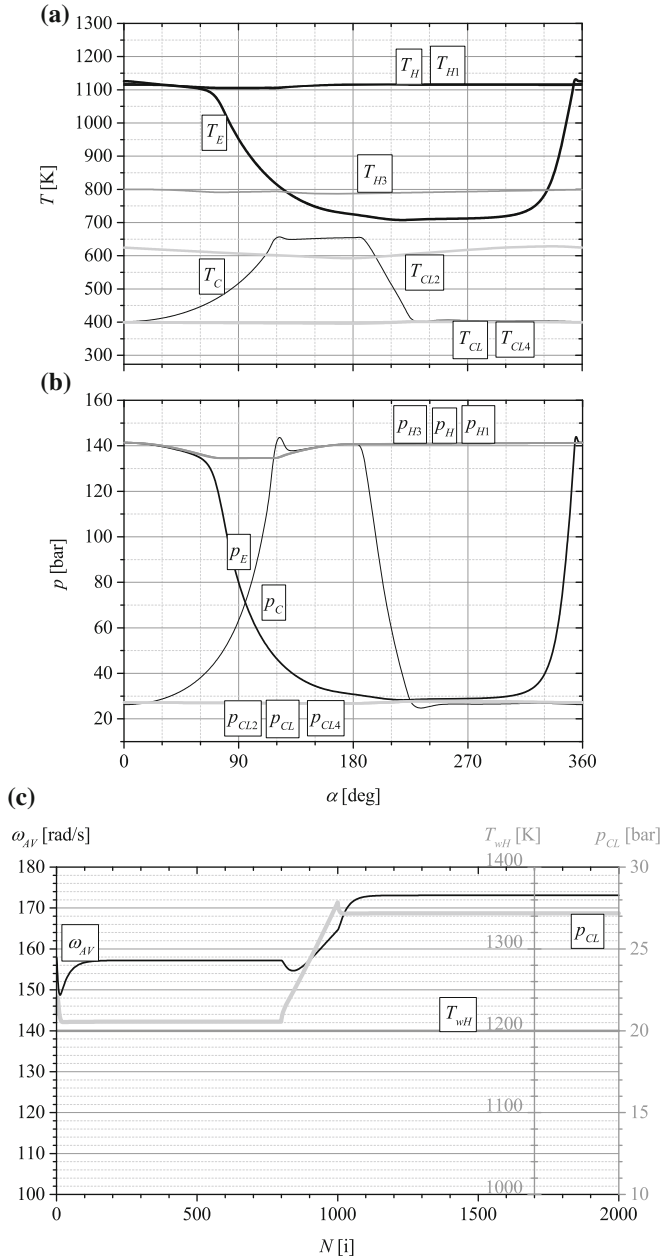 (a)
1300
1200
1100
1000
900
800
700
600
500
400
300
T [K]
T_H T_H1
T_E
T_H3
T_C
T_CL2
T_CL T_CL4
(b)
160
140
120
100
80
60
40
20
p [bar]
p_H3 p_H p_H1
p_E
p_C
p_CL2 p_CL p_CL4
0 90 180 270 360
α [deg]
(c)
ω_AV [rad/s] T_wH [K] p_CL [bar]
180
170
160
150
140
130
120
110
100
1400
1300
1200
1100
1000
30
25
20
15
10
ω_AV
p_CL
T_wH
0 500 1000 1500 2000
N [i]